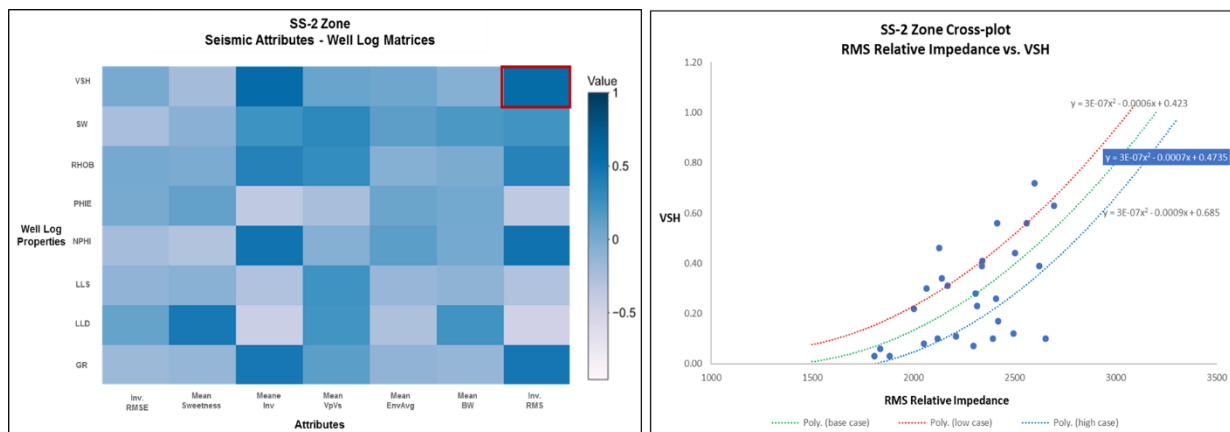 SS-2 Zone
Seismic Attributes - Well Log Matrices
Value
1
0.5
0
−0.5
Well Log
Properties
VSH
SW
RHOB
PHIE
NPHI
LLS
LLD
GR
Inv.
RMSE
Mean
Sweetness
Meane
Inv
Mean
VpVs
Mean
EnvAvg
Mean
BW
Inv.
RMS
Attributes
SS-2 Zone Cross-plot
RMS Relative Impedance vs. VSH
VSH
1.20
1.00
0.80
0.60
0.40
0.20
0.00
y = 3E-07x² - 0.0006x + 0.423
y = 3E-07x² - 0.0007x + 0.4735
y = 3E-07x² - 0.0009x + 0.685
1000
1500
2000
2500
3000
3500
RMS Relative Impedance
Poly. (base case)
Poly. (low case)
Poly. (high case)